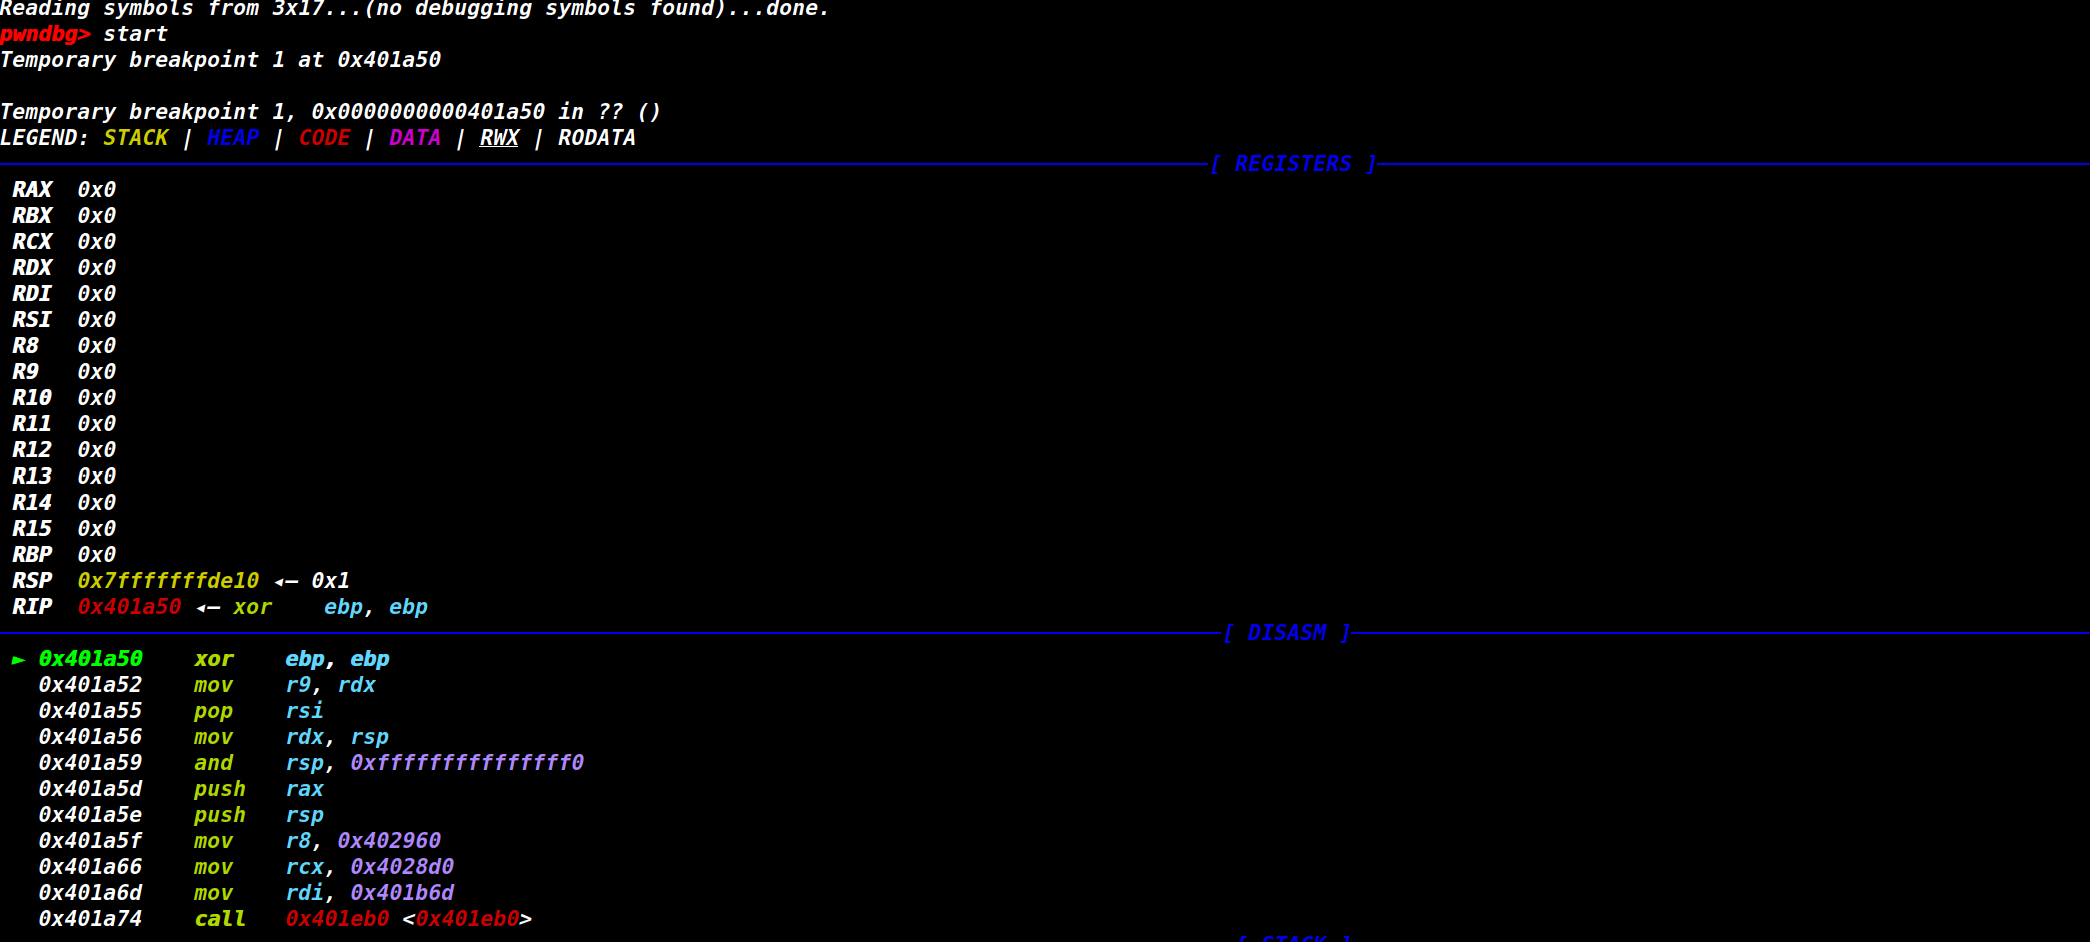 Reading symbols from 3x17...(no debugging symbols found)...done.
pwndbg> start
Temporary breakpoint 1 at 0x401a50
Temporary breakpoint 1, 0x0000000000401a50 in ?? ()
LEGEND: STACK | HEAP | CODE | DATA | RWX | RODATA
[ REGISTERS ]
RAX 0x0
RBX 0x0
RCX 0x0
RDX 0x0
RDI 0x0
RSI 0x0
R8 0x0
R9 0x0
R10 0x0
R11 0x0
R12 0x0
R13 0x0
R14 0x0
R15 0x0
RBP 0x0
RSP 0x7fffffffde10 ◂— 0x1
RIP 0x401a50 ◂— xor ebp, ebp
[ DISASM ]
► 0x401a50 xor ebp, ebp
0x401a52 mov r9, rdx
0x401a55 pop rsi
0x401a56 mov rdx, rsp
0x401a59 and rsp, 0xfffffffffffffff0
0x401a5d push rax
0x401a5e push rsp
0x401a5f mov r8, 0x402960
0x401a66 mov rcx, 0x4028d0
0x401a6d mov rdi, 0x401b6d
0x401a74 call 0x401eb0 <0x401eb0>
[ STACK ]